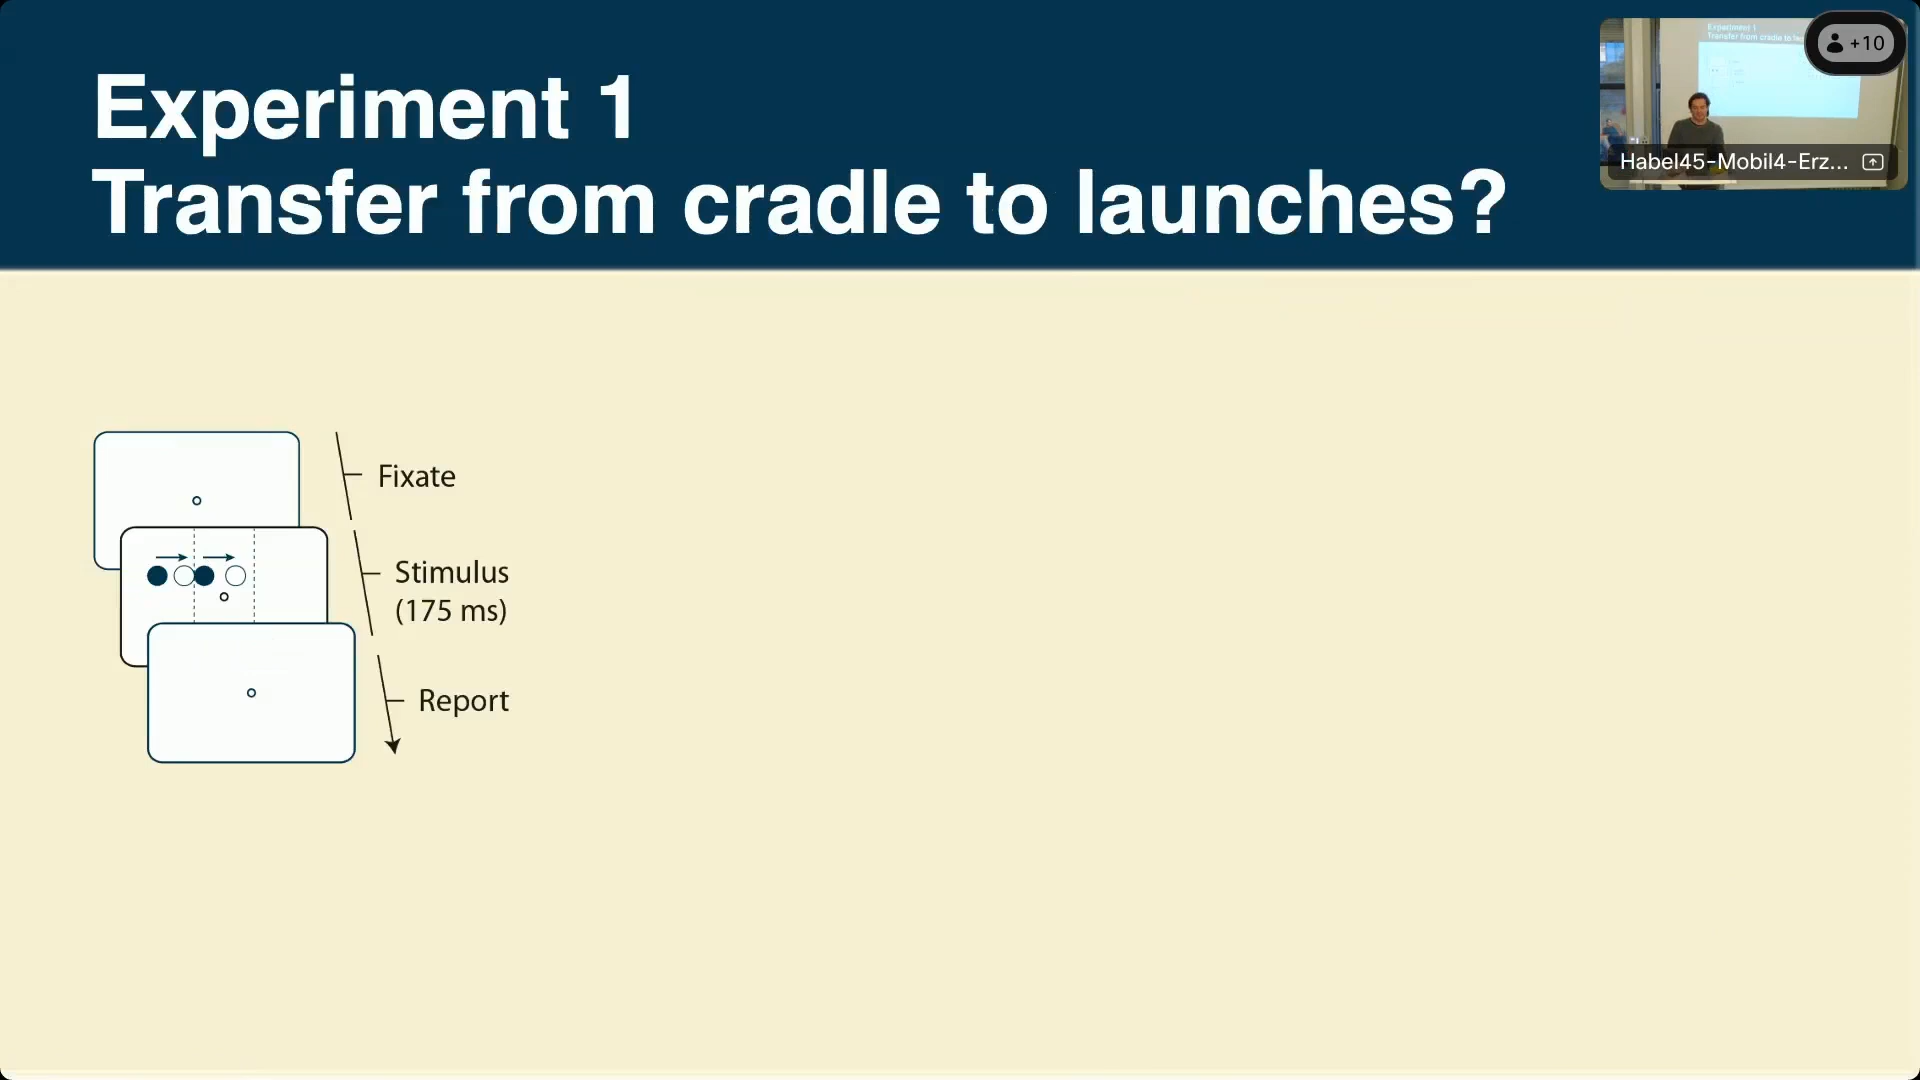 Experiment 1
Transfer from cradle to launches?
+10
Habel45-Mobil4-Erz...
Fixate
Stimulus
(175 ms)
Report